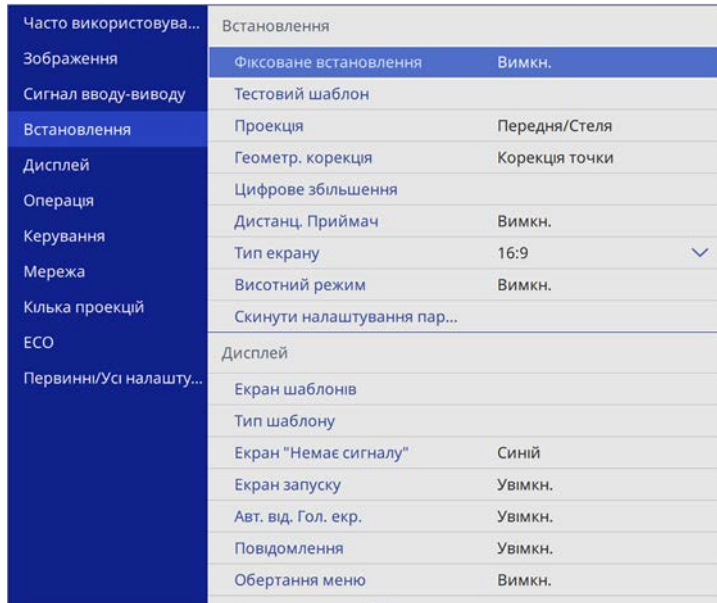 Часто використовува...
Зображення
Сигнал вводу-виводу
Встановлення
Дисплей
Операція
Керування
Мережа
Кілька проекцій
ECO
Первинні/Усі налашту...
Встановлення
Фіксоване встановлення Вимкн.
Тестовий шаблон
Проекція Передня/Стеля
Геометр. корекція Корекція точки
Цифрове збільшення
Дистанц. Приймач Вимкн.
Тип екрану 16:9
Висотний режим Вимкн.
Скинути налаштування пар...
Дисплей
Екран шаблонів
Тип шаблону
Екран "Немає сигналу" Синій
Екран запуску Увімкн.
Авт. від. Гол. екр. Увімкн.
Повідомлення Увімкн.
Обертання меню Вимкн.